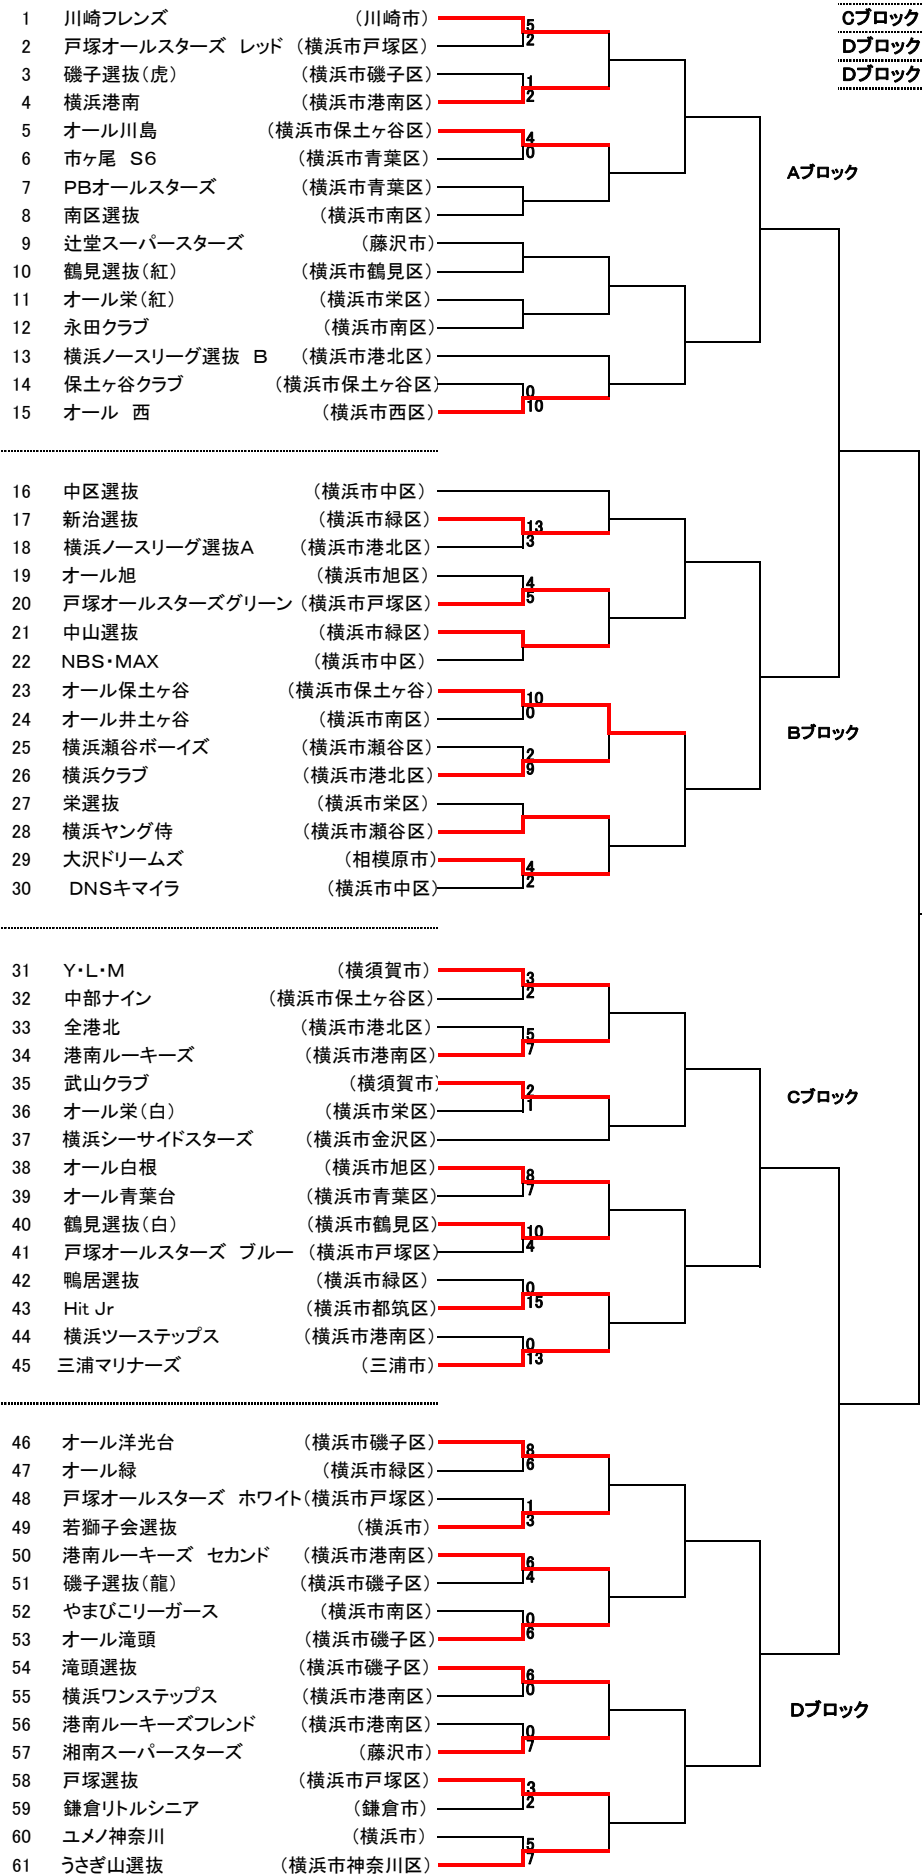 1 川崎フレンズ (川崎市) 5 Cブロック
2 戸塚オールスターズ レッド (横浜市戸塚区) 2 Dブロック
3 磯子選抜(虎) (横浜市磯子区) 1 Dブロック
4 横浜港南 (横浜市港南区) 2
5 オール川島 (横浜市保土ヶ谷区) 4
6 市ヶ尾 S6 (横浜市青葉区) 0
Aブロック
7 PBオールスターズ (横浜市青葉区)
8 南区選抜 (横浜市南区)
9 辻堂スーパースターズ (藤沢市)
10 鶴見選抜(紅) (横浜市鶴見区)
11 オール栄(紅) (横浜市栄区)
12 永田クラブ (横浜市南区)
13 横浜ノースリーグ選抜 B (横浜市港北区)
14 保土ヶ谷クラブ (横浜市保土ヶ谷区) 0
15 オール 西 (横浜市西区) 10
16 中区選抜 (横浜市中区)
17 新治選抜 (横浜市緑区) 13
18 横浜ノースリーグ選抜A (横浜市港北区) 3
19 オール旭 (横浜市旭区) 4
20 戸塚オールスターズグリーン (横浜市戸塚区) 5
21 中山選抜 (横浜市緑区)
22 NBS・MAX (横浜市中区)
23 オール保土ヶ谷 (横浜市保土ヶ谷) 10
24 オール井土ヶ谷 (横浜市南区) 0
Bブロック
25 横浜瀬谷ボーイズ (横浜市瀬谷区) 2
26 横浜クラブ (横浜市港北区) 9
27 栄選抜 (横浜市栄区)
28 横浜ヤング侍 (横浜市瀬谷区)
29 大沢ドリームズ (相模原市) 4
30 DNSキマイラ (横浜市中区) 2
31 Y・L・M (横須賀市) 3
32 中部ナイン (横浜市保土ヶ谷区) 2
33 全港北 (横浜市港北区) 5
34 港南ルーキーズ (横浜市港南区) 7
35 武山クラブ (横須賀市) 2
Cブロック
36 オール栄(白) (横浜市栄区) 1
37 横浜シーサイドスターズ (横浜市金沢区)
38 オール白根 (横浜市旭区) 8
39 オール青葉台 (横浜市青葉区) 7
40 鶴見選抜(白) (横浜市鶴見区) 10
41 戸塚オールスターズ ブルー (横浜市戸塚区) 4
42 鴨居選抜 (横浜市緑区) 0
43 Hit Jr (横浜市都筑区) 15
44 横浜ツーステップス (横浜市港南区) 0
45 三浦マリナーズ (三浦市) 13
46 オール洋光台 (横浜市磯子区) 8
47 オール緑 (横浜市緑区) 6
48 戸塚オールスターズ ホワイト (横浜市戸塚区) 1
49 若獅子会選抜 (横浜市) 3
50 港南ルーキーズ セカンド (横浜市港南区) 6
51 磯子選抜(龍) (横浜市磯子区) 4
52 やまびこリーガース (横浜市南区) 0
53 オール滝頭 (横浜市磯子区) 6
54 滝頭選抜 (横浜市磯子区) 6
55 横浜ワンステップス (横浜市港南区) 0
Dブロック
56 港南ルーキーズフレンド (横浜市港南区) 0
57 湘南スーパースターズ (藤沢市) 7
58 戸塚選抜 (横浜市戸塚区) 3
59 鎌倉リトルシニア (鎌倉市) 2
60 ユメノ神奈川 (横浜市) 5
61 うさぎ山選抜 (横浜市神奈川区) 7